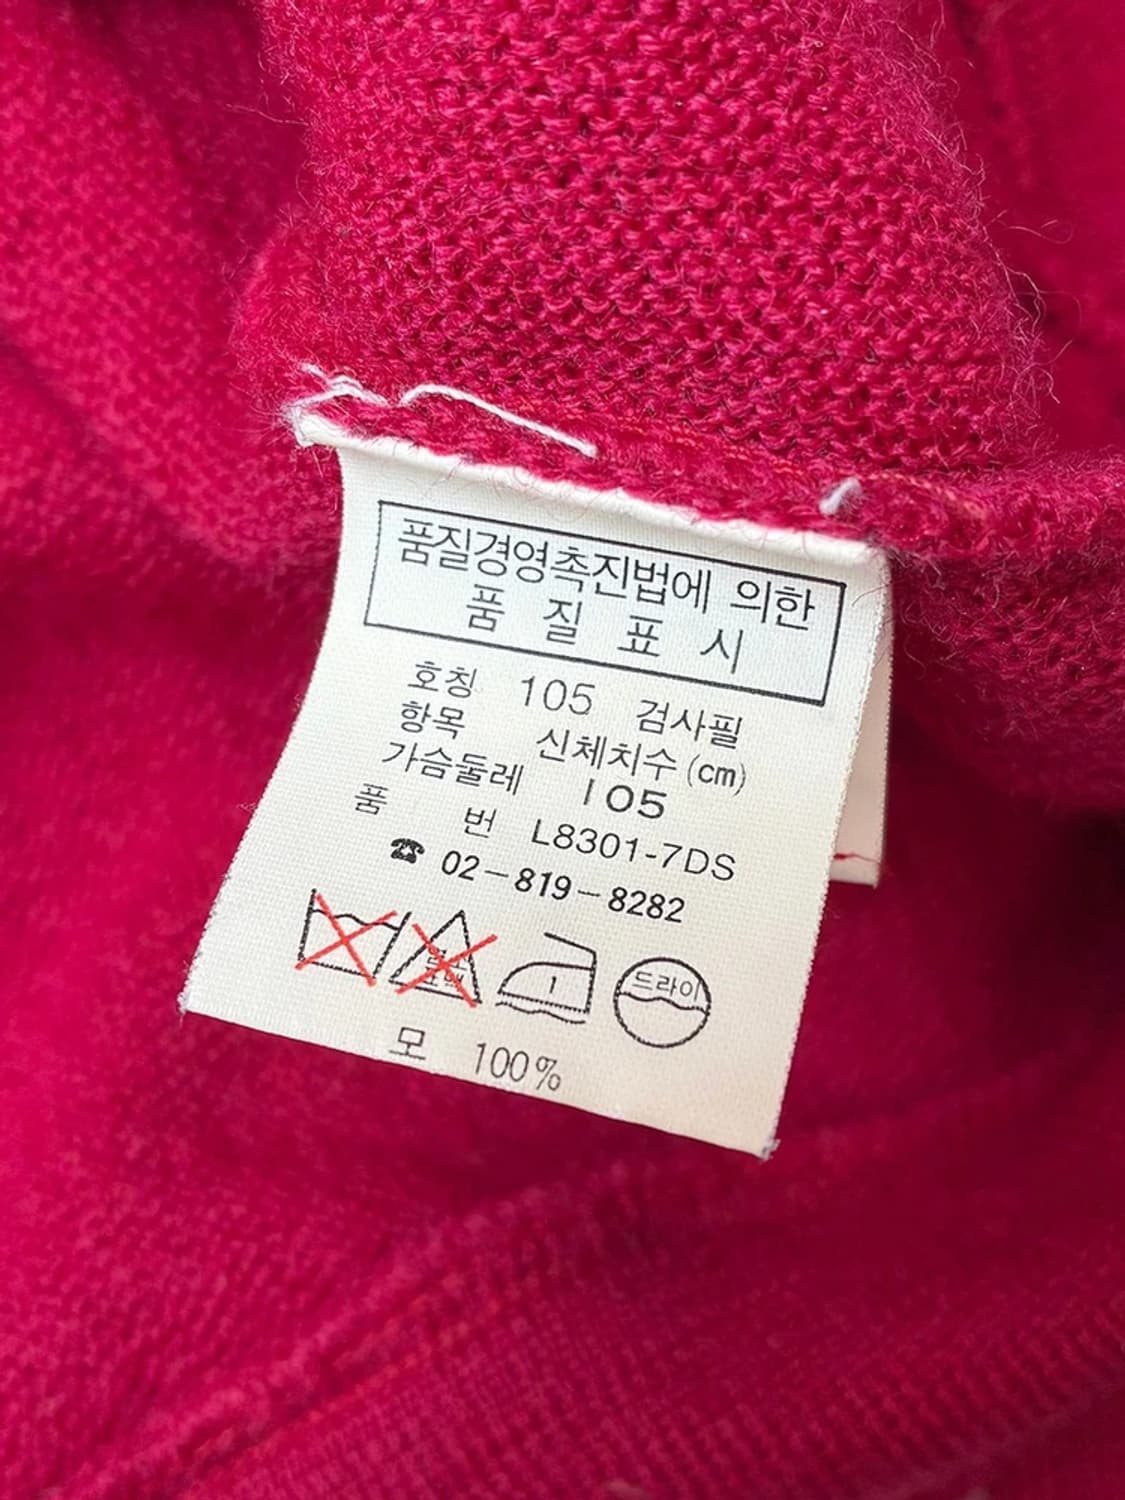 품질경영촉진법에 의한
품 질 표 시
호칭 105 검사필
항목 신체치수(cm)
가슴둘레 105
품 번 L8301-7DS
☎ 02-819-8282
1
드라이
모 100%